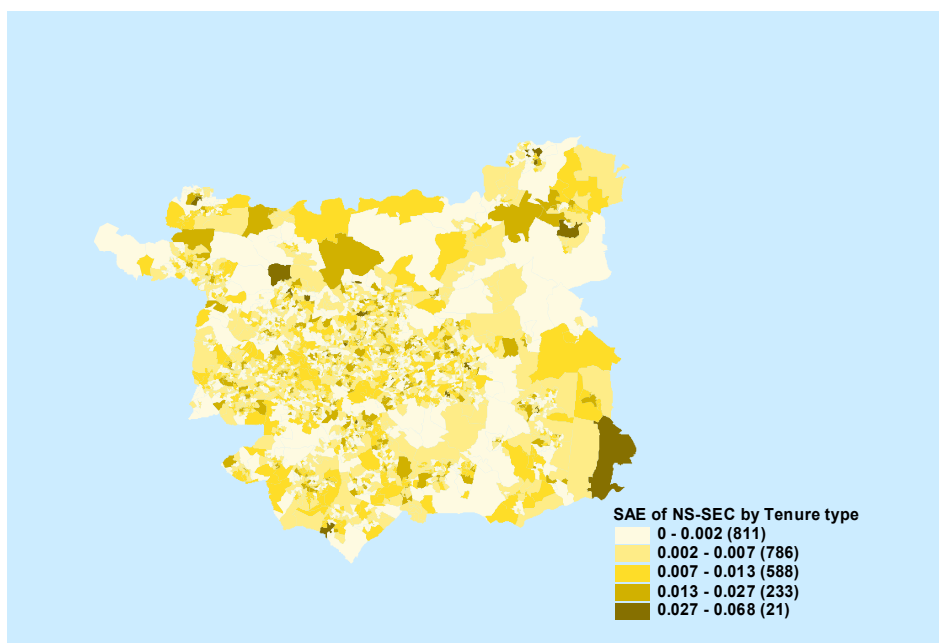 SAE of NS-SEC by Tenure type
0 - 0.002 (811)
0.002 - 0.007 (786)
0.007 - 0.013 (588)
0.013 - 0.027 (233)
0.027 - 0.068 (21)